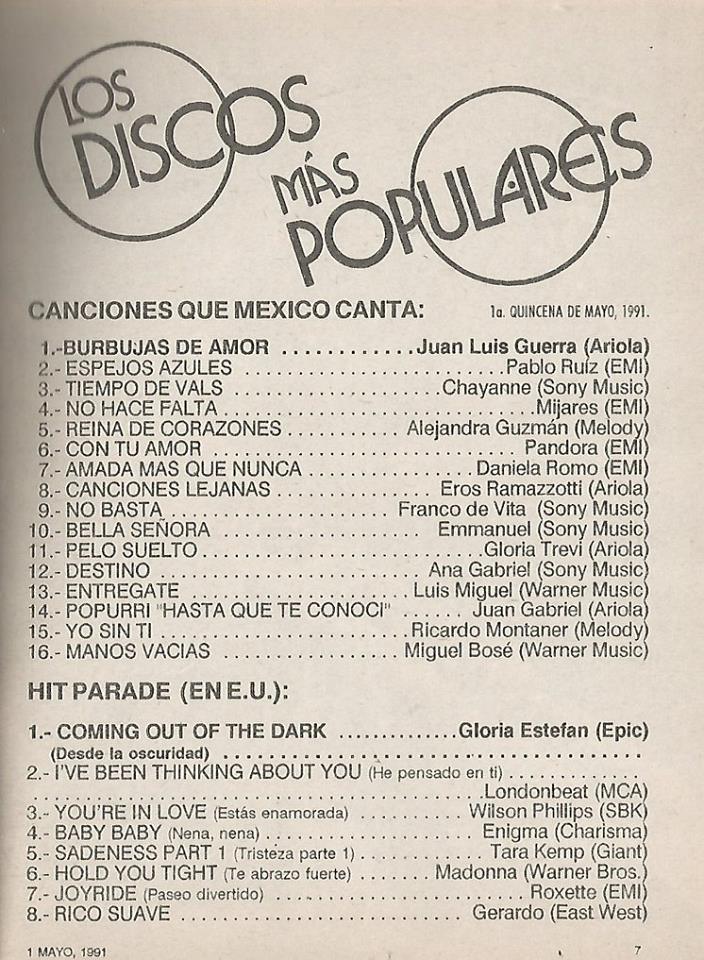 LOS
DISCOS
MÁS
POPULARES
CANCIONES QUE MEXICO CANTA: 1a. QUINCENA DE MAYO, 1991.
1.-BURBUJAS DE AMOR ............Juan Luis Guerra (Ariola)
2.- ESPEJOS AZULES ........................Pablo Ruíz (EMI)
3.- TIEMPO DE VALS ..................Chayanne (Sony Music)
4.- NO HACE FALTA ............................Mijares (EMI)
5.- REINA DE CORAZONES .......... Alejandra Guzmán (Melody)
6.- CON TU AMOR ........................... Pandora (EMI)
7.- AMADA MAS QUE NUNCA ............... Daniela Romo (EMI)
8.- CANCIONES LEJANAS ............. Eros Ramazzotti (Ariola)
9.- NO BASTA .................... Franco de Vita (Sony Music)
10.- BELLA SEÑORA ................... Emmanuel (Sony Music)
11.- PELO SUELTO........................Gloria Trevi (Ariola)
12.- DESTINO ....................... Ana Gabriel (Sony Music)
13.- ENTREGATE ................... Luis Miguel (Warner Music)
14.- POPURRI "HASTA QUE TE CONOCI" ...... Juan Gabriel (Ariola)
15.- YO SIN TI ......................Ricardo Montaner (Melody)
16.- MANOS VACIAS ............... Miguel Bosé (Warner Music)
HIT PARADE (EN E.U.):
1.- COMING OUT OF THE DARK ..............Gloria Estefan (Epic)
(Desde la oscuridad) ....................................
2.- I'VE BEEN THINKING ABOUT YOU (He pensado en ti) ............
..........................................Londonbeat (MCA)
3.- YOU'RE IN LOVE (Estás enamorada) ........... Wilson Phillips (SBK)
4.- BABY BABY (Nena, nena) .................... Enigma (Charisma)
5.- SADENESS PART 1 (Tristeza parte 1) ............ Tara Kemp (Giant)
6.- HOLD YOU TIGHT (Te abrazo fuerte) ....... Madonna (Warner Bros.)
7.- JOYRIDE (Paseo divertido) ......................... Roxette (EMI)
8.- RICO SUAVE .......................... Gerardo (East West)
1 MAYO, 1991 7